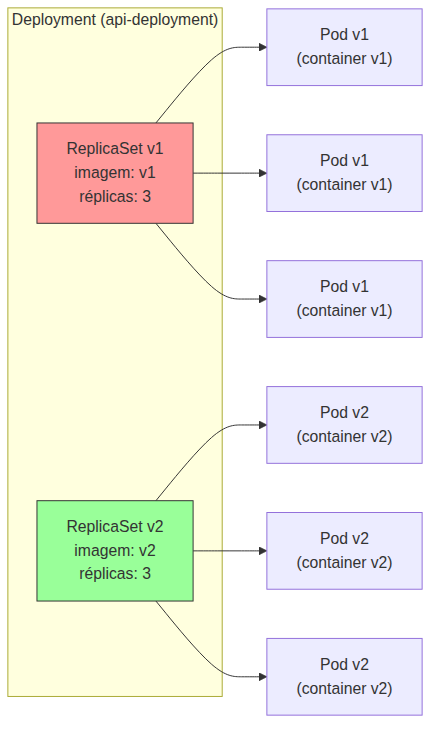 Deployment (api-deployment)
ReplicaSet v1
imagem: v1
réplicas: 3
Pod v1
(container v1)
Pod v1
(container v1)
Pod v1
(container v1)
ReplicaSet v2
imagem: v2
réplicas: 3
Pod v2
(container v2)
Pod v2
(container v2)
Pod v2
(container v2)